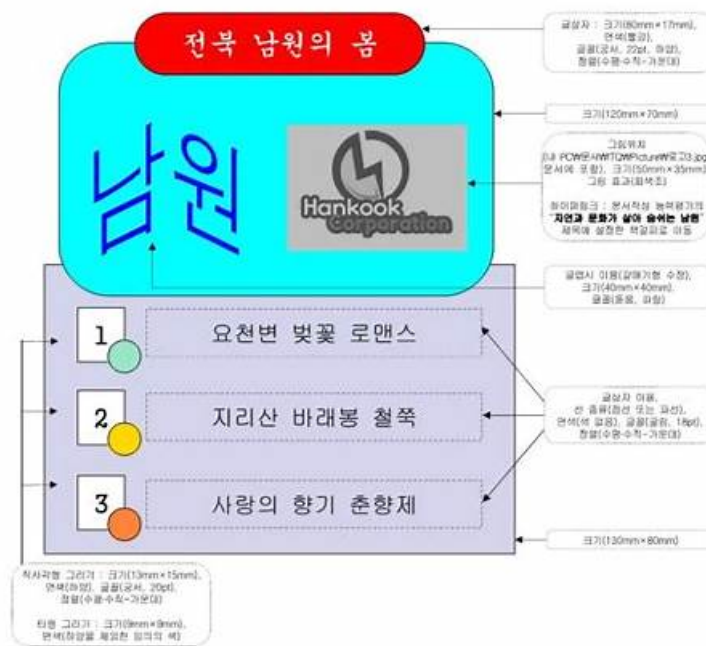 전북 남원의 봄
글상자 : 크기(80mm×17mm),
면색(빨강),
글꼴(궁서, 22pt, 하양),
정렬(수평·수직-가운데)
크기(120mm×70mm)
남원
Hankook
Corporation
그림위치
(내 PC₩문서₩ITQ₩Picture₩로고3.jpg
문서에 포함), 크기(50mm×35mm)
그림 효과(회색조)
하이퍼링크 : 문서작성 능력평가의
"자연과 문화가 살아 숨쉬는 남원"
제목에 설정한 책갈피로 이동
글맵시 이용(갈매기형 수장),
크기(40mm×40mm),
글꼴(돋움, 파랑)
1
요천변 벚꽃 로맨스
2
지리산 바래봉 철쭉
3
사랑의 향기 춘향제
글상자 이용,
선 종류(점선 또는 파선),
면색(색 없음), 글꼴(굴림, 18pt),
정렬(수평·수직-가운데)
크기(130mm×80mm)
직사각형 그리기 : 크기(13mm×15mm),
면색(하양), 글꼴(궁서, 20pt),
정렬(수평·수직-가운데)
타원 그리기 : 크기(9mm×9mm),
면색(하양을 제외한 임의의 색)